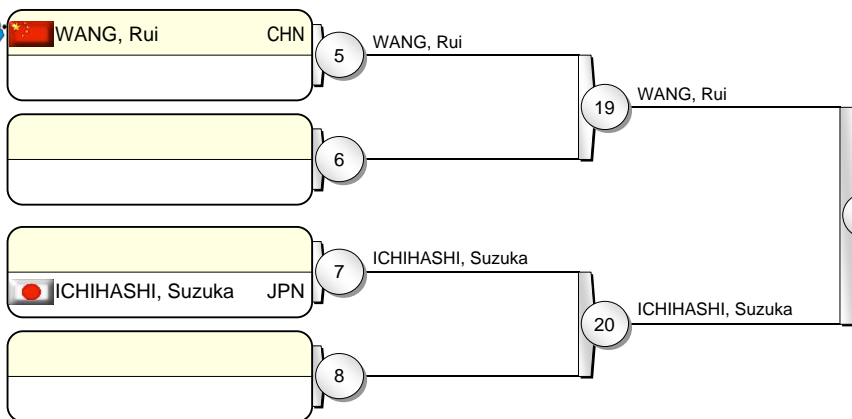 WANG, Rui CHN
5
WANG, Rui
19
WANG, Rui
6
ICHIHASHI, Suzuka JPN
7
ICHIHASHI, Suzuka
20
ICHIHASHI, Suzuka
8